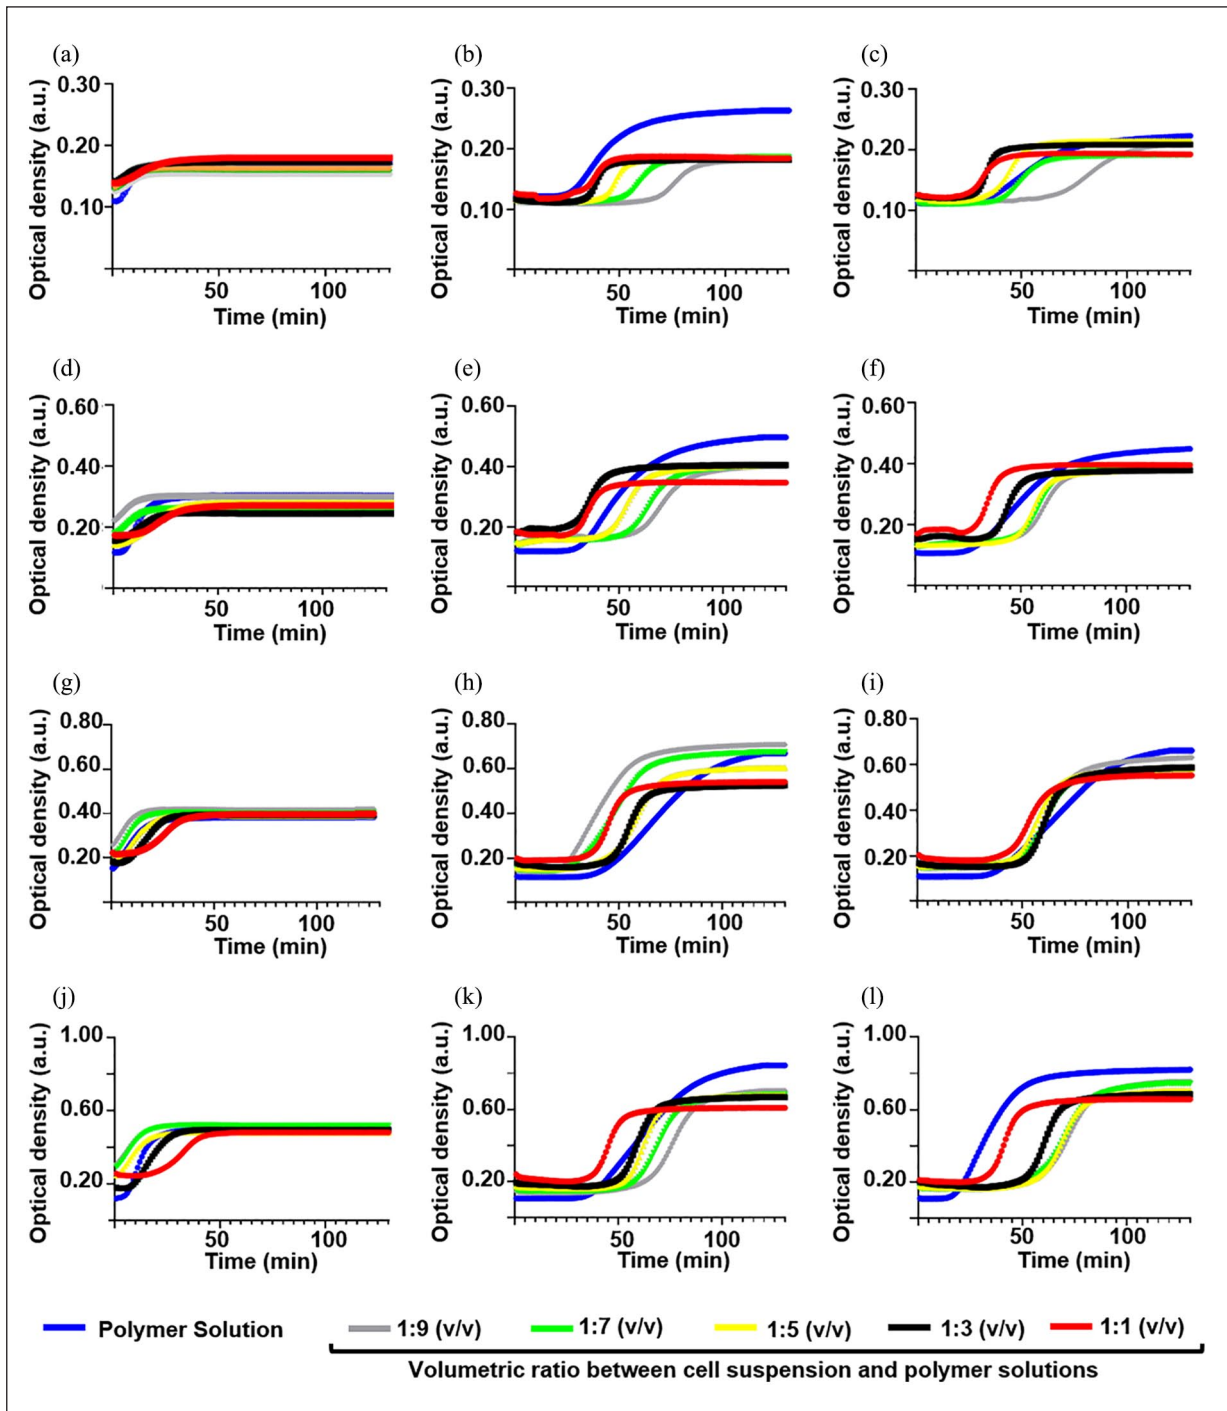 (a) (b) (c)
Optical density (a.u.)
0.30
0.20
0.10
50 100
Time (min)
Optical density (a.u.)
0.30
0.20
0.10
50 100
Time (min)
Optical density (a.u.)
0.30
0.20
0.10
50 100
Time (min)
(d) (e) (f)
Optical density (a.u.)
0.60
0.40
0.20
50 100
Time (min)
Optical density (a.u.)
0.60
0.40
0.20
50 100
Time (min)
Optical density (a.u.)
0.60
0.40
0.20
50 100
Time (min)
(g) (h) (i)
Optical density (a.u.)
0.80
0.60
0.40
0.20
50 100
Time (min)
Optical density (a.u.)
0.80
0.60
0.40
0.20
50 100
Time (min)
Optical density (a.u.)
0.80
0.60
0.40
0.20
50 100
Time (min)
(j) (k) (l)
Optical density (a.u.)
1.00
0.60
0.20
50 100
Time (min)
Optical density (a.u.)
1.00
0.60
0.20
50 100
Time (min)
Optical density (a.u.)
1.00
0.60
0.20
50 100
Time (min)
Polymer Solution 1:9 (v/v) 1:7 (v/v) 1:5 (v/v) 1:3 (v/v) 1:1 (v/v)
Volumetric ratio between cell suspension and polymer solutions